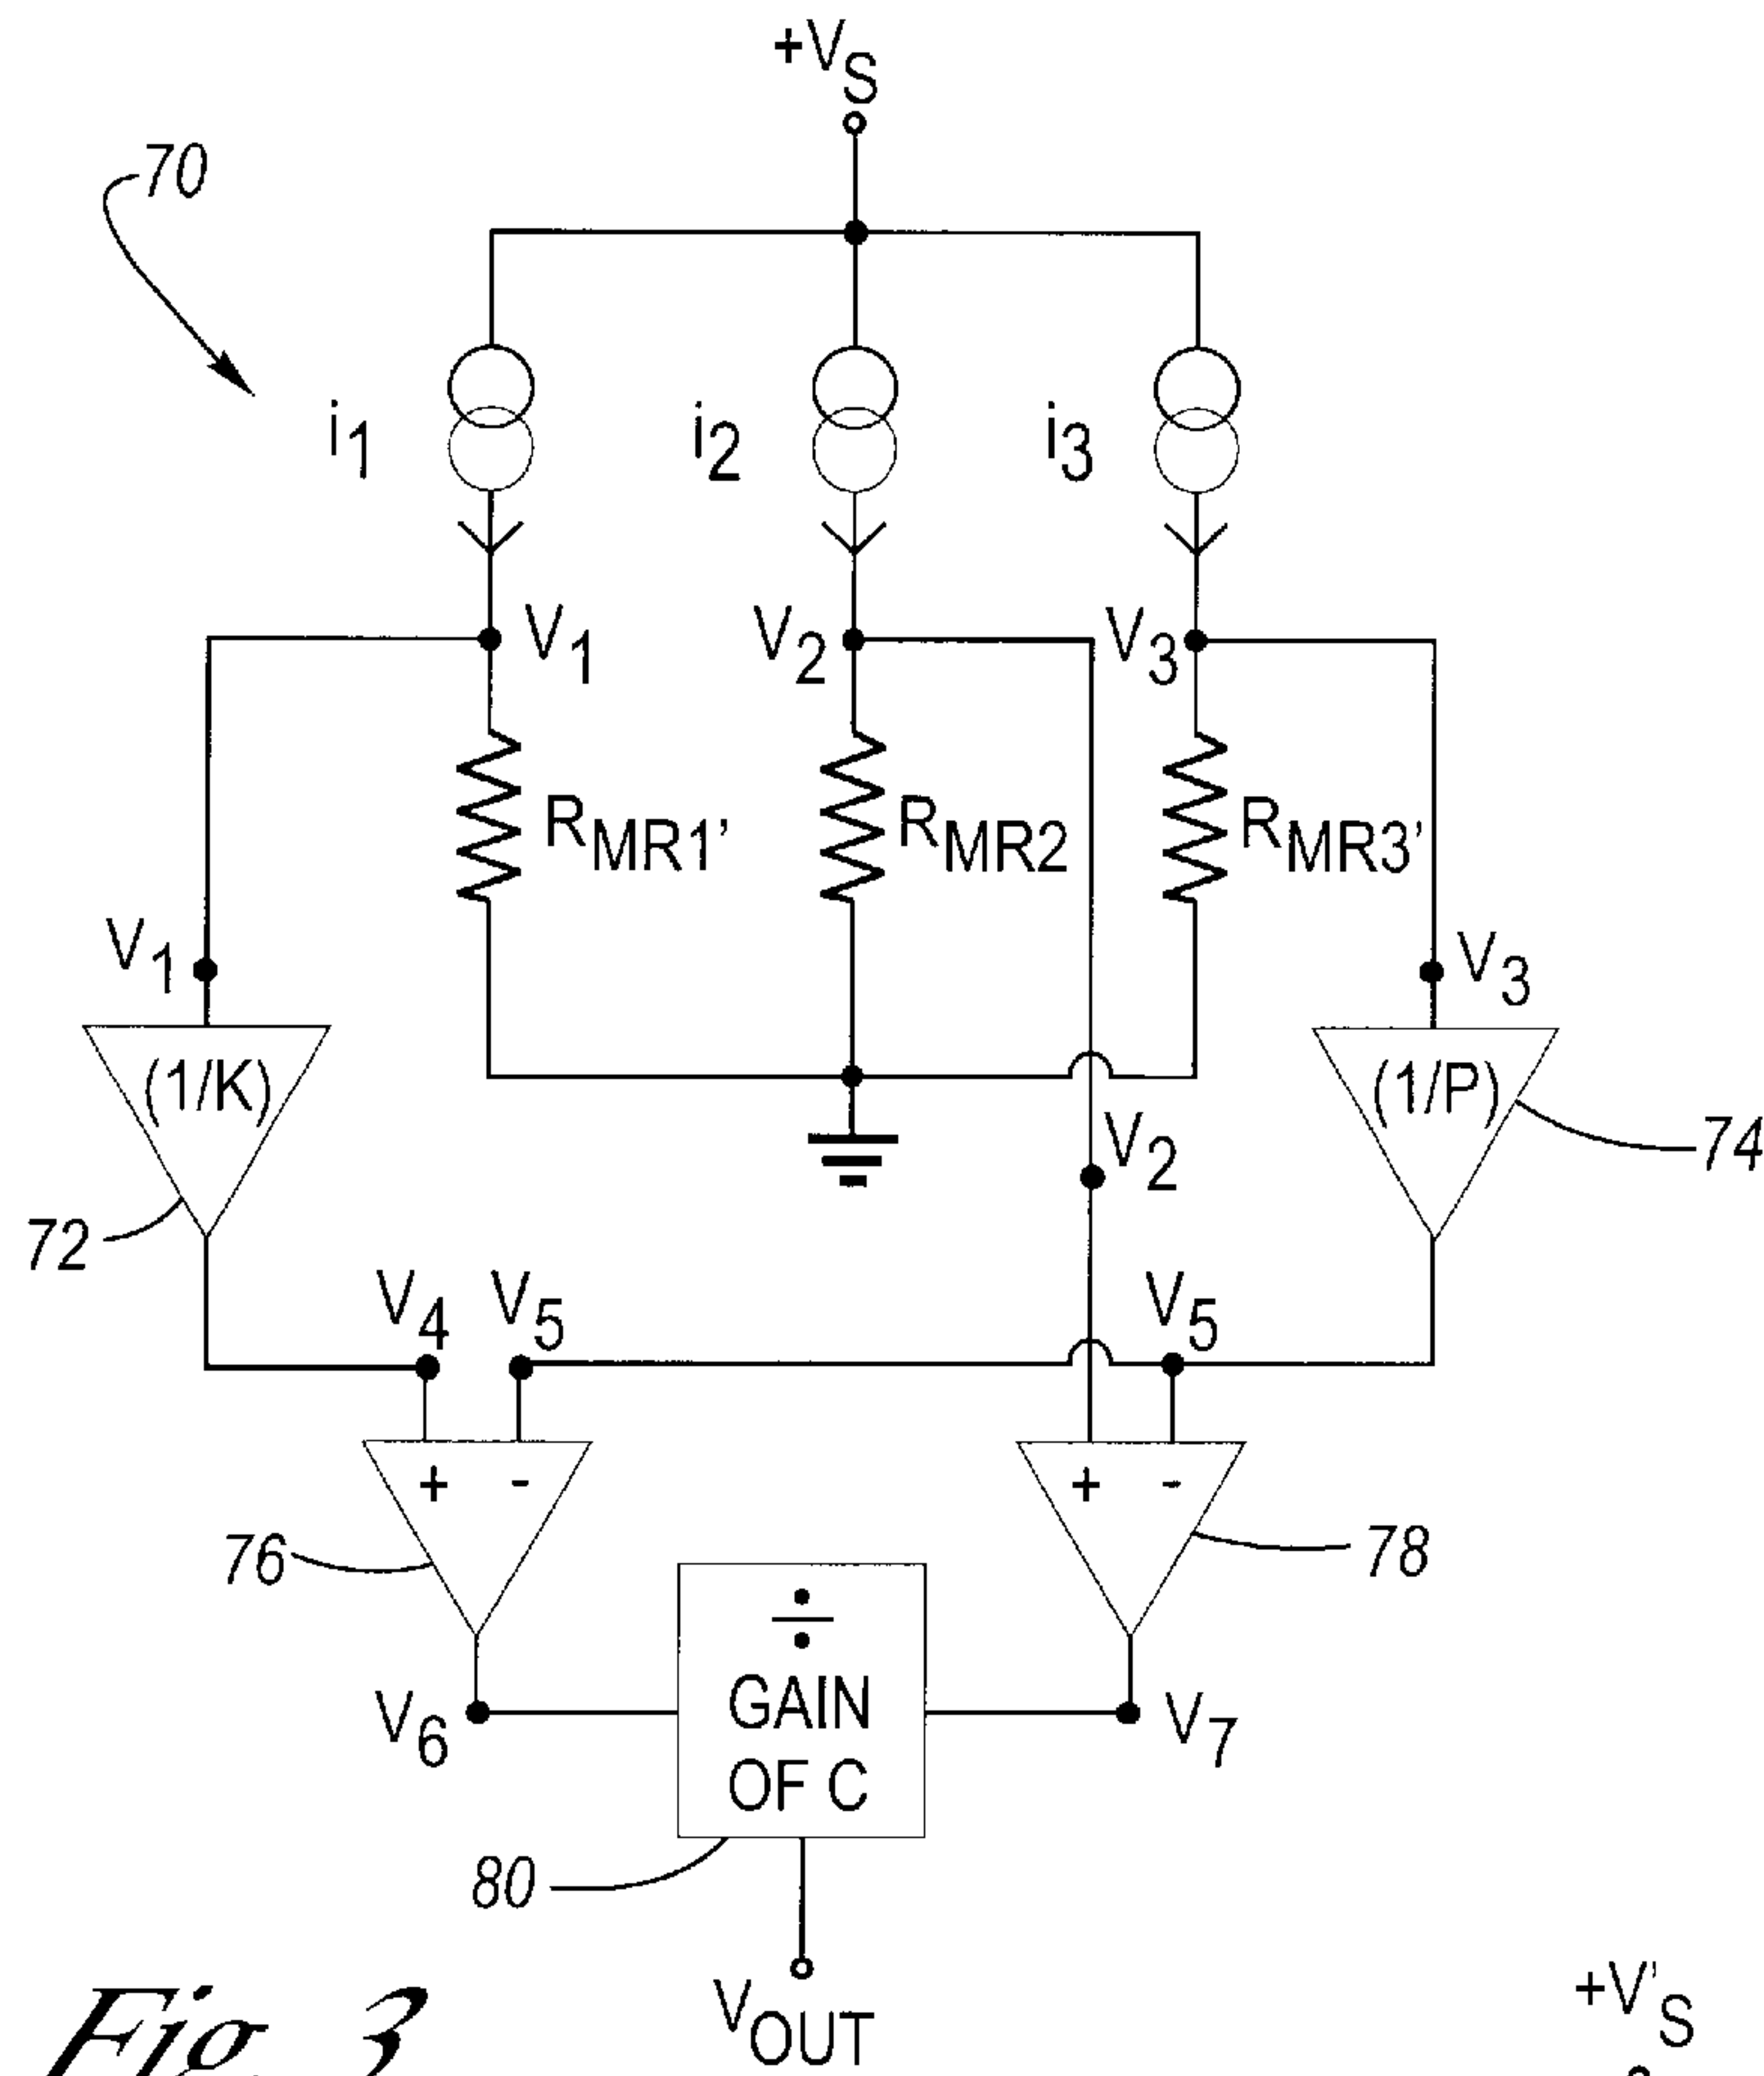 +VS
70
i1
i2
i3
V1
V2
V3
RMR1'
RMR2
RMR3'
V1
V3
(1/K)
(1/P)
V2
74
72
V4
V5
V5
+ -
+ -
76
78
÷
GAIN
OF C
V6
V7
80
VOUT
Fig. 3
+V'S